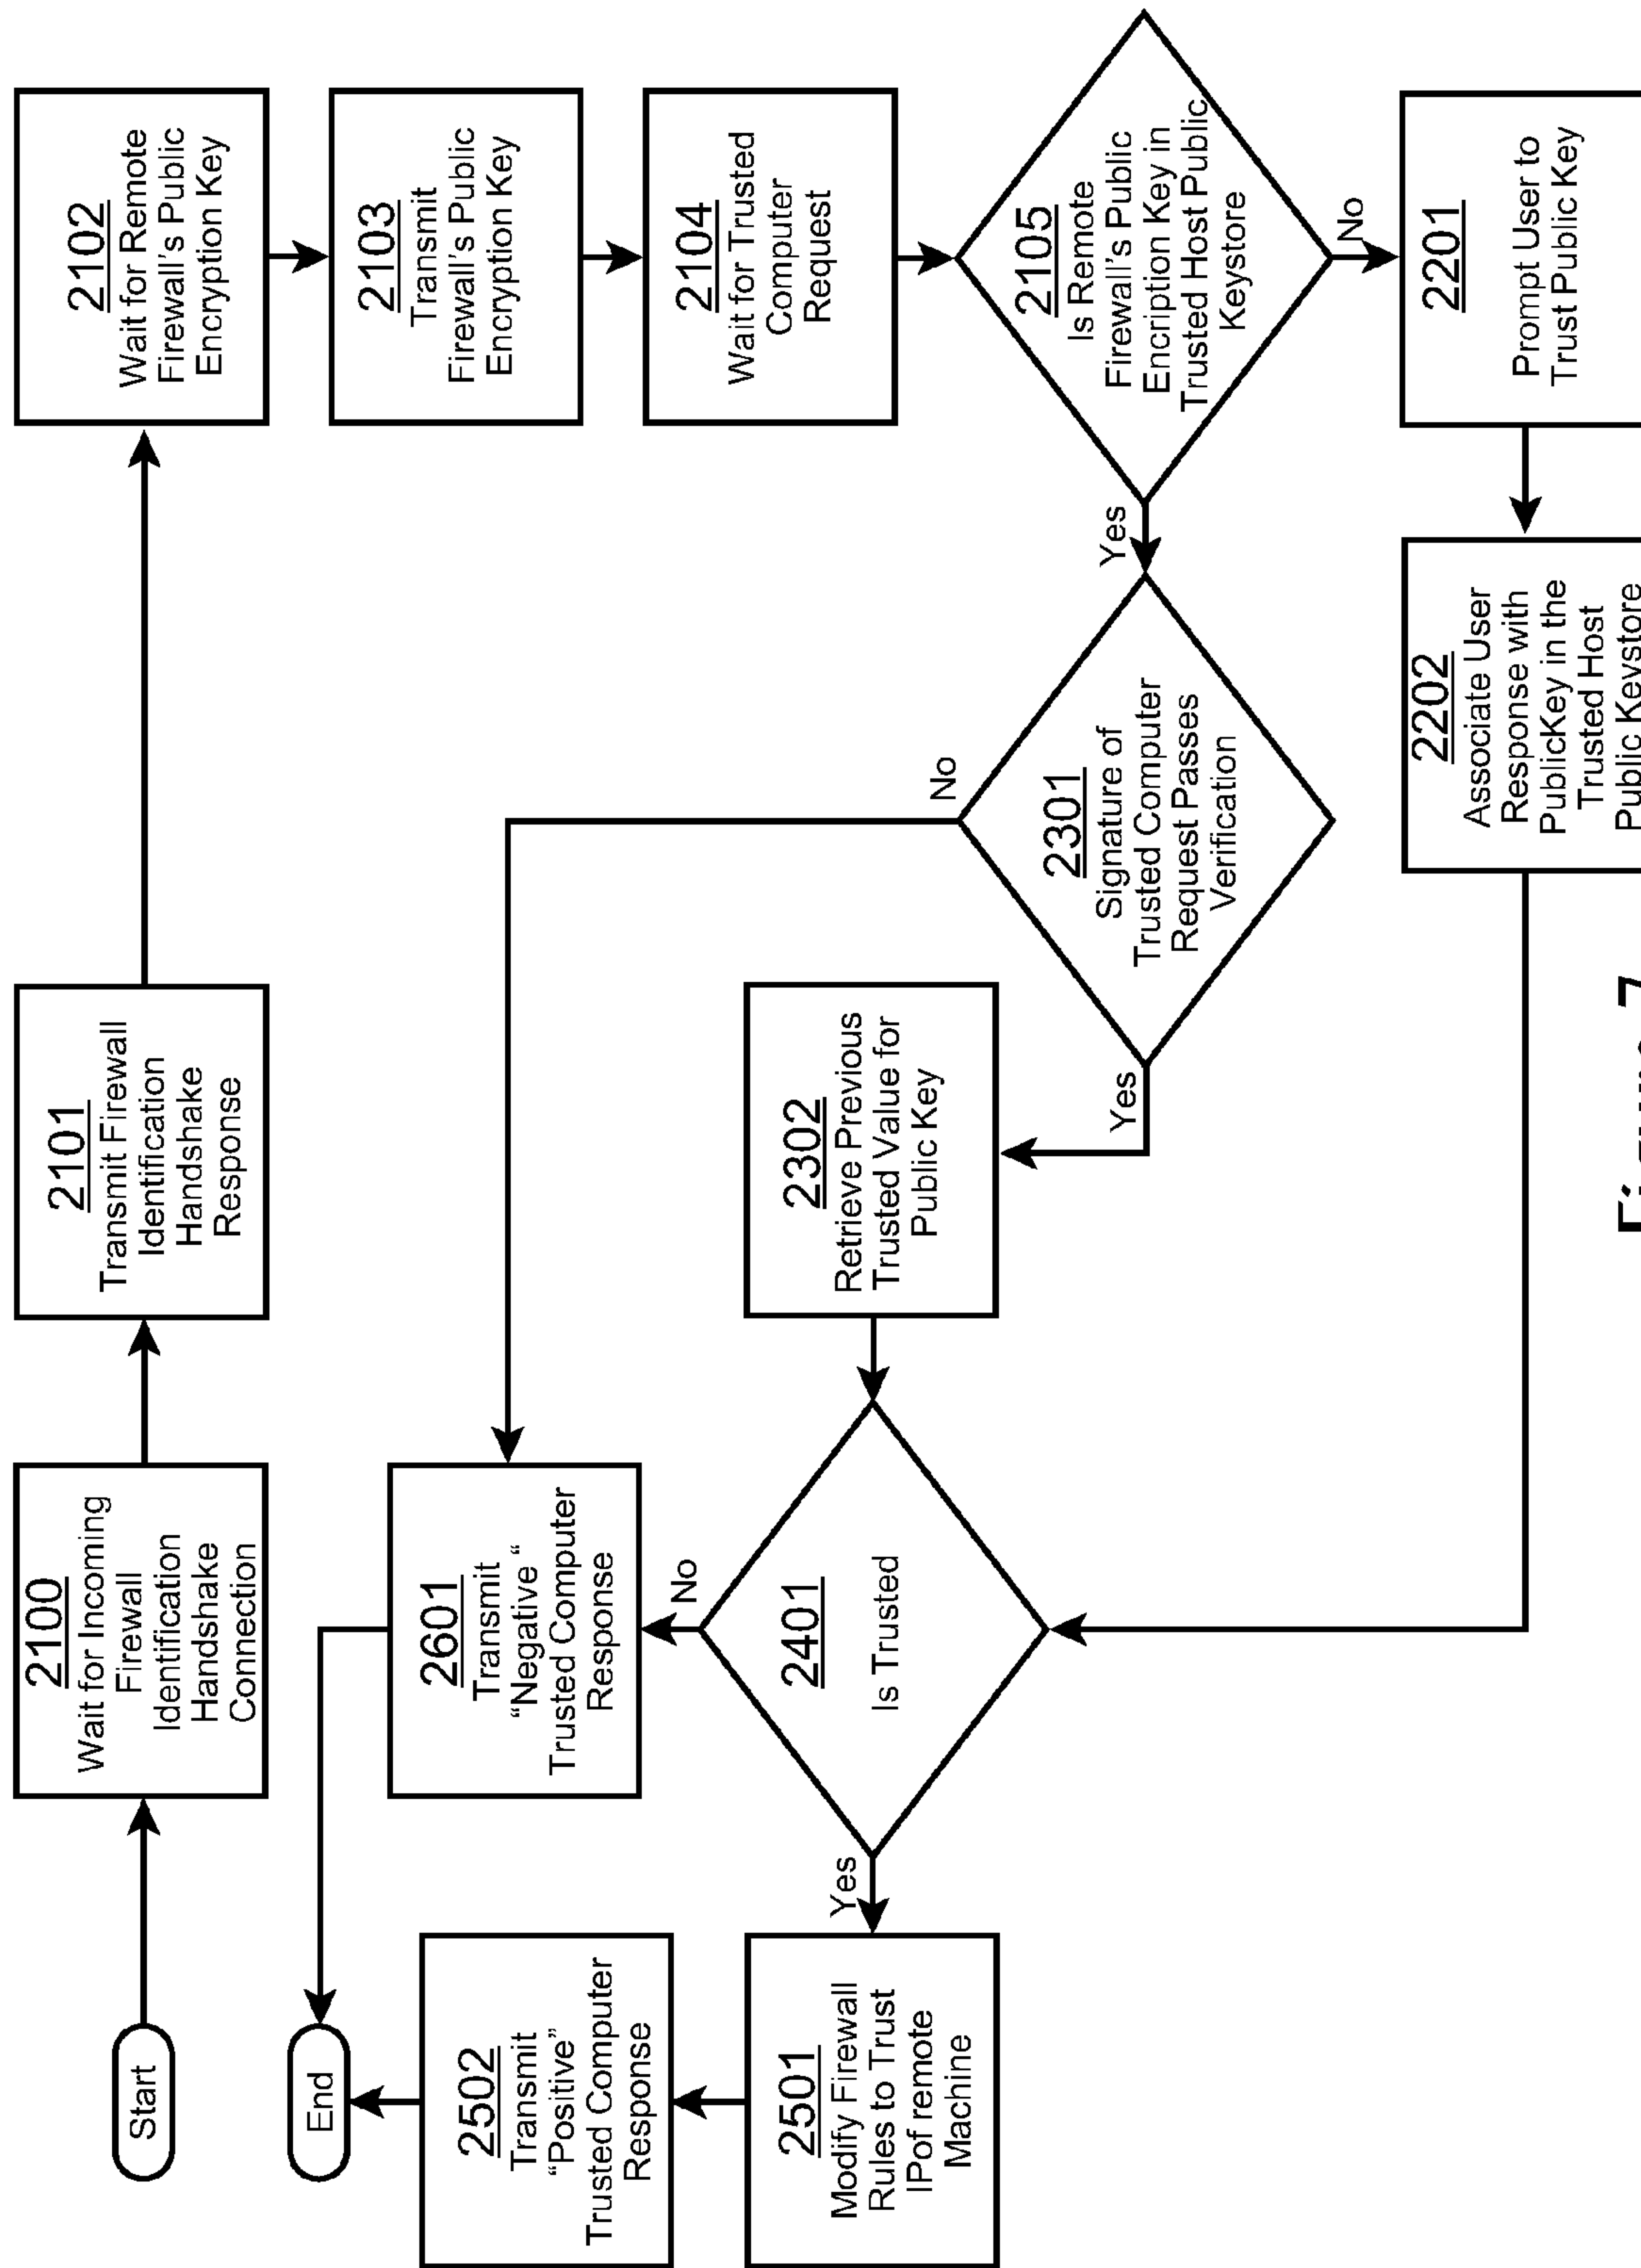 Start
2100
Wait for Incoming
Firewall
Identification
Handshake
Connection
2101
Transmit Firewall
Identification
Handshake
Response
2102
Wait for Remote
Firewall's Public
Encryption Key
2103
Transmit
Firewall's Public
Encryption Key
2104
Wait for Trusted
Computer
Request
2105
Is Remote
Firewall's Public
Encription Key in
Trusted Host Public
Keystore
Yes
No
2201
Prompt User to
Trust Public Key
2202
Associate User
Response with
PublicKey in the
Trusted Host
Public Keystore
2301
Signature of
Trusted Computer
Request Passes
Verification
No
Yes
2302
Retrieve Previous
Trusted Value for
Public Key
2401
Is Trusted
No
Yes
2601
Transmit
“Negative “
Trusted Computer
Response
2501
Modify Firewall
Rules to Trust
IPof remote
Machine
2502
Transmit
“Positive”
Trusted Computer
Response
End
Figure 7